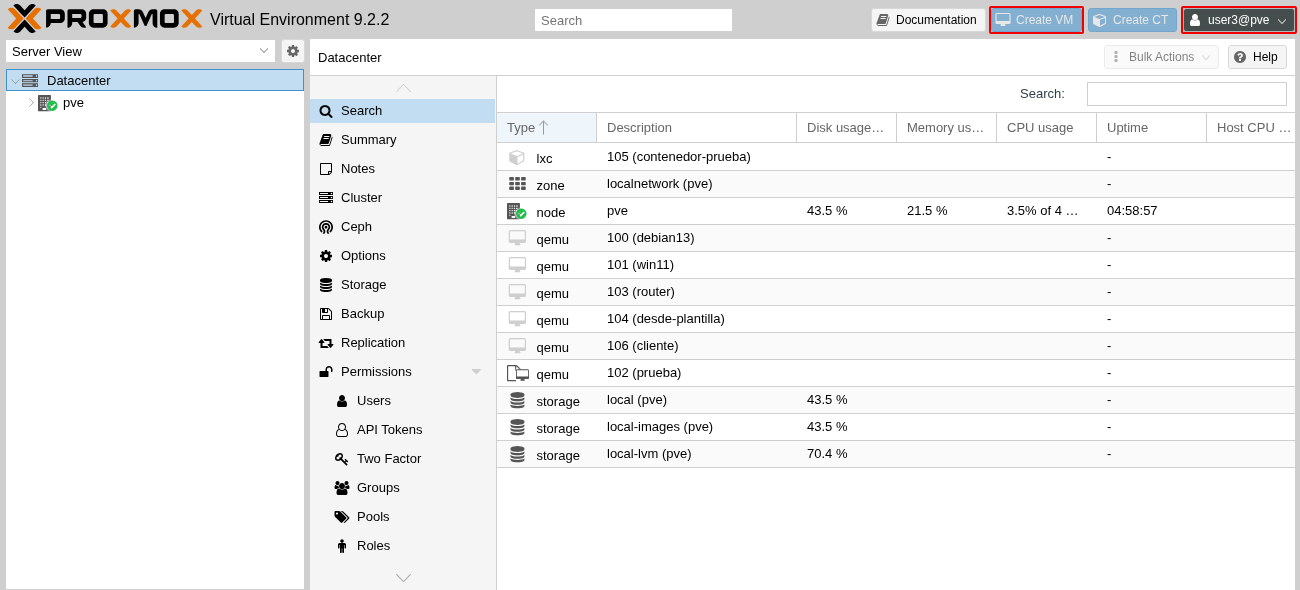 PROXMOX Virtual Environment 9.2.2 Search Documentation Create VM Create CT user3@pve
Server View
Datacenter
pve
Datacenter Bulk Actions Help
Search
Summary
Notes
Cluster
Ceph
Options
Storage
Backup
Replication
Permissions
Users
API Tokens
Two Factor
Groups
Pools
Roles
Search:
Type Description Disk usage... Memory us... CPU usage Uptime Host CPU ...
lxc 105 (contenedor-prueba) -
zone localnetwork (pve) -
node pve 43.5 % 21.5 % 3.5% of 4 ... 04:58:57
qemu 100 (debian13) -
qemu 101 (win11) -
qemu 103 (router) -
qemu 104 (desde-plantilla) -
qemu 106 (cliente) -
qemu 102 (prueba) -
storage local (pve) 43.5 % -
storage local-images (pve) 43.5 % -
storage local-lvm (pve) 70.4 % -